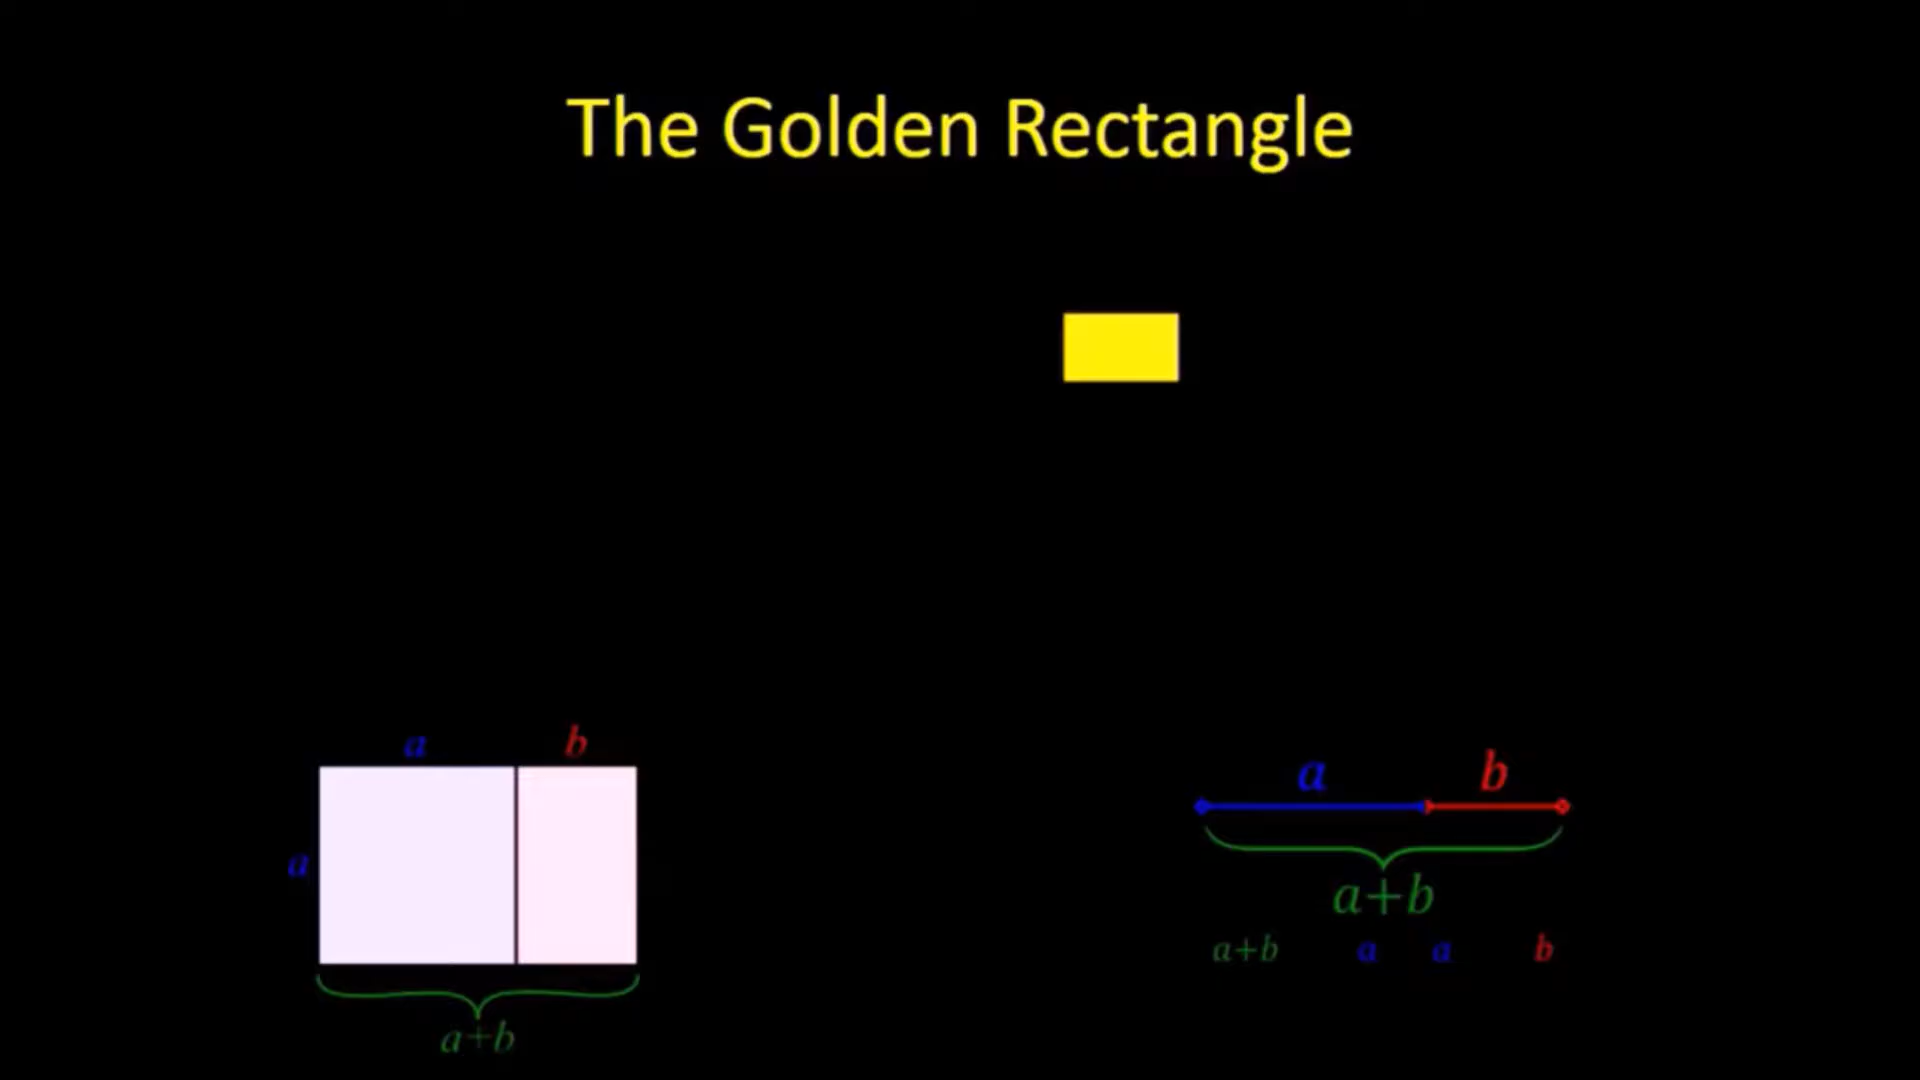 The Golden Rectangle
a b
a
a+b
a b
a+b
a+b a a b